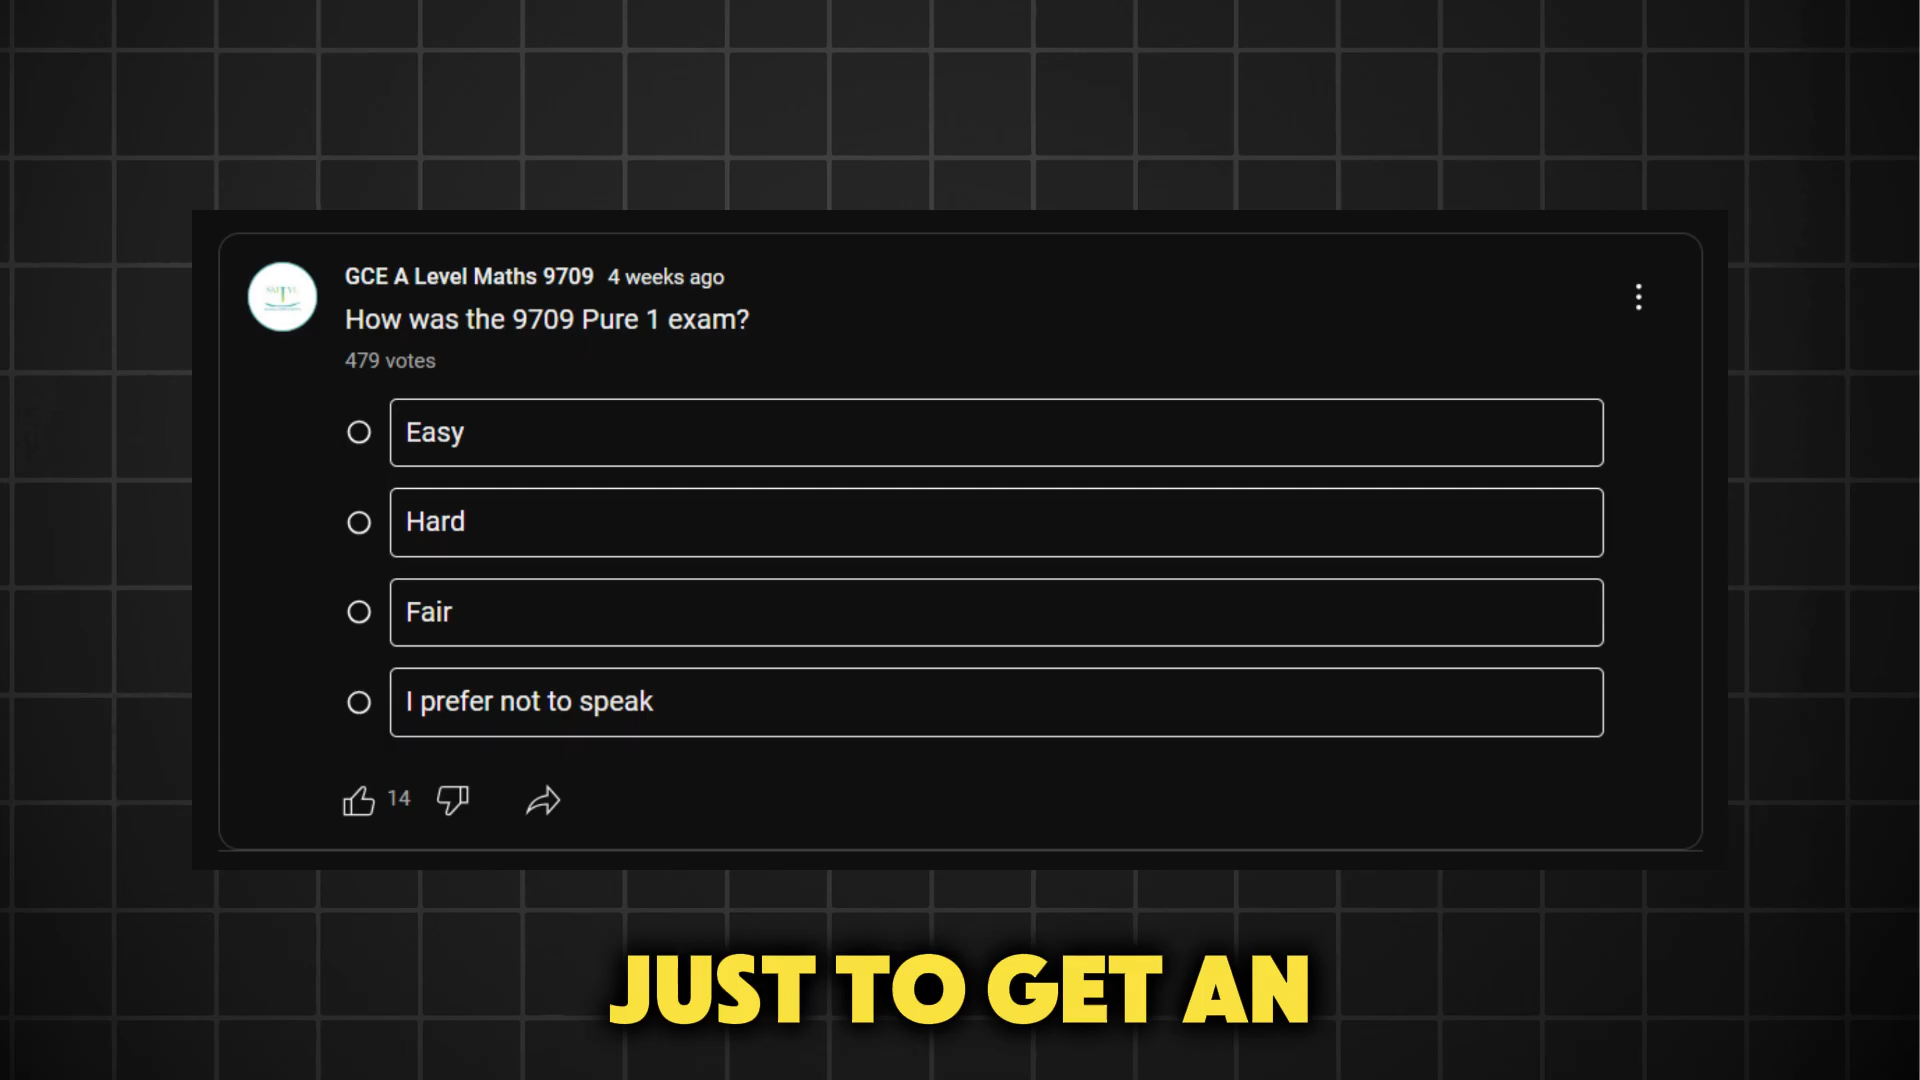 GCE A Level Maths 9709 4 weeks ago
How was the 9709 Pure 1 exam?
479 votes
Easy
Hard
Fair
I prefer not to speak
14
JUST TO GET AN